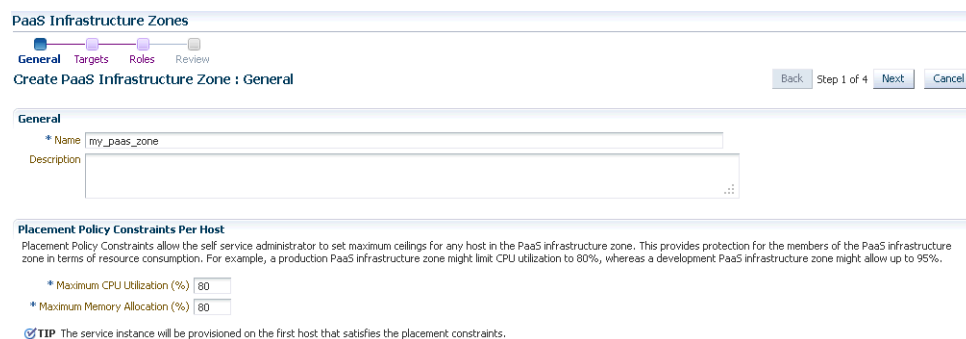 PaaS Infrastructure Zones
General Targets Roles Review
Create PaaS Infrastructure Zone : General
Back Step 1 of 4 Next Cancel
General
* Name my_paas_zone
Description
Placement Policy Constraints Per Host
Placement Policy Constraints allow the self service administrator to set maximum ceilings for any host in the PaaS infrastructure zone. This provides protection for the members of the PaaS infrastructure
zone in terms of resource consumption. For example, a production PaaS infrastructure zone might limit CPU utilization to 80%, whereas a development PaaS infrastructure zone might allow up to 95%.
* Maximum CPU Utilization (%) 80
* Maximum Memory Allocation (%) 80
TIP The service instance will be provisioned on the first host that satisfies the placement constraints.